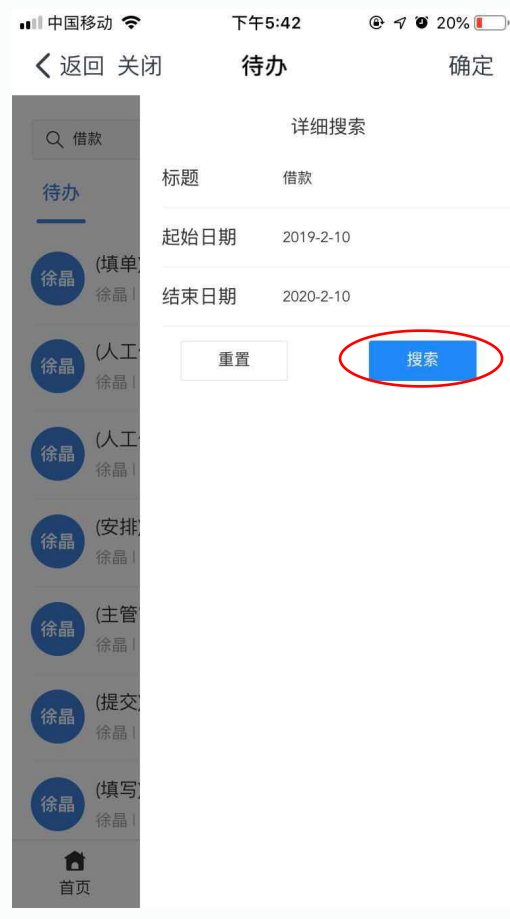 中国移动 下午5:42 20%
返回 关闭 待办 确定
详细搜索
借款
标题 借款
待办
起始日期 2019-2-10
(填单)
徐晶 徐晶 |
结束日期 2020-2-10
(人工
徐晶 徐晶 |
重置 搜索
(人工
徐晶 徐晶 |
(安排)
徐晶 徐晶 |
(主管
徐晶 徐晶 |
(提交)
徐晶 徐晶 |
(填写)
徐晶 徐晶 |
首页